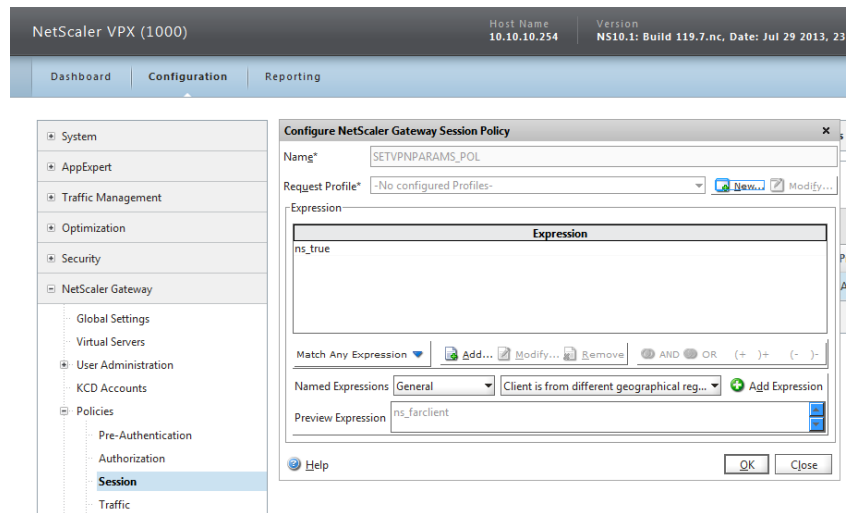 NetScaler VPX (1000)
Host Name
10.10.10.254
Version
NS10.1: Build 119.7.nc, Date: Jul 29 2013, 23
Dashboard Configuration Reporting
System
AppExpert
Traffic Management
Optimization
Security
NetScaler Gateway
Global Settings
Virtual Servers
User Administration
KCD Accounts
Policies
Pre-Authentication
Authorization
Session
Traffic
Configure NetScaler Gateway Session Policy x
Name* SETVPNPARAMS_POL
Request Profile* -No configured Profiles- New... Modify...
Expression
Expression
ns_true
Match Any Expression Add... Modify... Remove AND OR (+ )+ (- )-
Named Expressions General Client is from different geographical reg... Add Expression
Preview Expression ns_farclient
Help OK Close